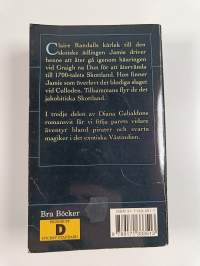 Claire Randalls kärlek till den
skotske ädlingen Jamie driver
henne att åter gå igenom häxringen
vid Craigh na Dun för att återvända
till 1700-talets Skottland. Hon finner
Jamie som överlevt det blodiga slaget
vid Culloden. Tillsammans flyr de det
jakobitiska Skottland.
I tredje delen av Diana Gabaldons
romansvit får vi följa parets vidare
äventyr bland pirater och svarta
magiker i det exotiska Västindien.
Bra Böcker
D